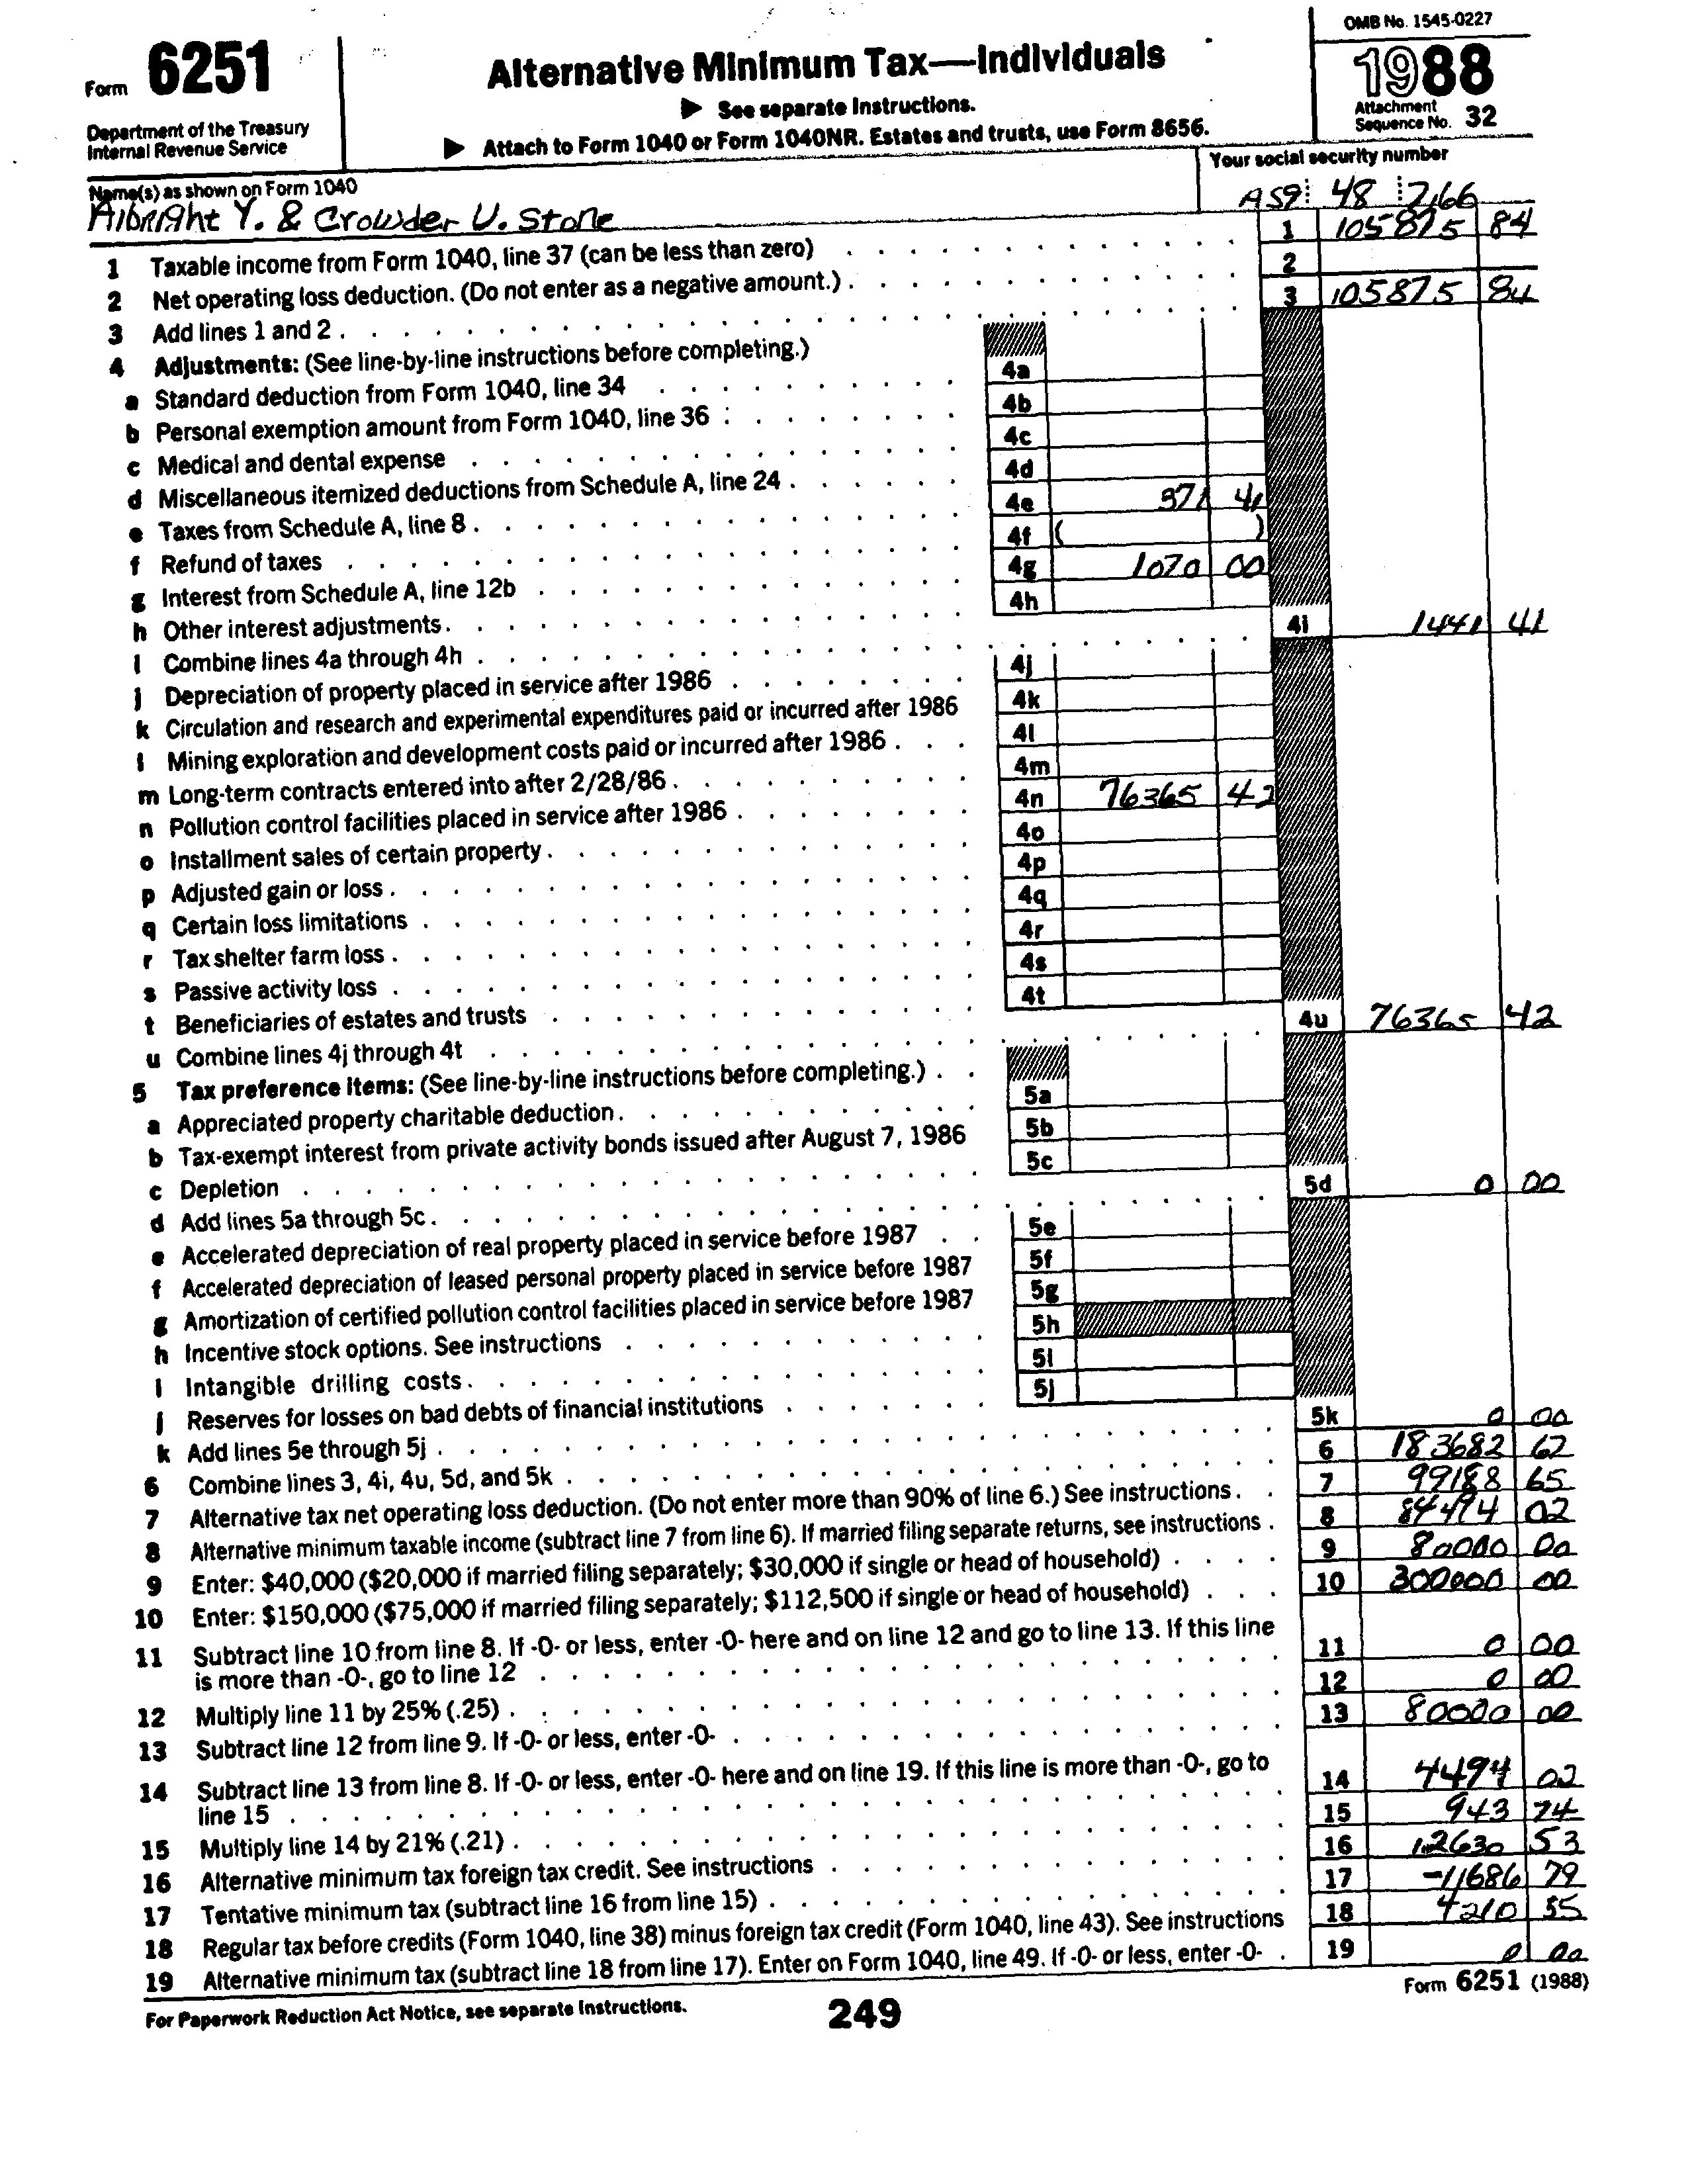 OMB No. 1545-0227
Form 6251
Alternative Minimum Tax—Individuals
1988
▶ See separate Instructions.
Attachment
Sequence No. 32
Department of the Treasury
Internal Revenue Service
▶ Attach to Form 1040 or Form 1040NR. Estates and trusts, use Form 8656.
Name(s) as shown on Form 1040
Your social security number
Albright Y. & Crowder U. Stone
AS9 48 7,66
1 Taxable income from Form 1040, line 37 (can be less than zero) 1 105875 84
2 Net operating loss deduction. (Do not enter as a negative amount.) 2
3 Add lines 1 and 2 3 105875 84
4 Adjustments: (See line-by-line instructions before completing.)
a Standard deduction from Form 1040, line 34 4a
b Personal exemption amount from Form 1040, line 36 4b
c Medical and dental expense 4c
d Miscellaneous itemized deductions from Schedule A, line 24 4d
e Taxes from Schedule A, line 8 4e 371 41
f Refund of taxes 4f ( )
g Interest from Schedule A, line 12b 4g 1070 00
h Other interest adjustments 4h
i Combine lines 4a through 4h 4i 1441 41
j Depreciation of property placed in service after 1986 4j
k Circulation and research and experimental expenditures paid or incurred after 1986 4k
l Mining exploration and development costs paid or incurred after 1986 4l
m Long-term contracts entered into after 2/28/86 4m
n Pollution control facilities placed in service after 1986 4n 76365 42
o Installment sales of certain property 4o
p Adjusted gain or loss 4p
q Certain loss limitations 4q
r Tax shelter farm loss 4r
s Passive activity loss 4s
t Beneficiaries of estates and trusts 4t
u Combine lines 4j through 4t 4u 76365 42
5 Tax preference items: (See line-by-line instructions before completing.)
a Appreciated property charitable deduction 5a
b Tax-exempt interest from private activity bonds issued after August 7, 1986 5b
c Depletion 5c
d Add lines 5a through 5c 5d 0 00
e Accelerated depreciation of real property placed in service before 1987 5e
f Accelerated depreciation of leased personal property placed in service before 1987 5f
g Amortization of certified pollution control facilities placed in service before 1987 5g
h Incentive stock options. See instructions 5h
i Intangible drilling costs 5i
j Reserves for losses on bad debts of financial institutions 5j
k Add lines 5e through 5j 5k 0 00
6 Combine lines 3, 4i, 4u, 5d, and 5k 6 183682 67
7 Alternative tax net operating loss deduction. (Do not enter more than 90% of line 6.) See instructions 7 99188 65
8 Alternative minimum taxable income (subtract line 7 from line 6). If married filing separate returns, see instructions 8 84494 02
9 Enter: $40,000 ($20,000 if married filing separately; $30,000 if single or head of household) 9 80000 00
10 Enter: $150,000 ($75,000 if married filing separately; $112,500 if single or head of household) 10 300000 00
11 Subtract line 10 from line 8. If -0- or less, enter -0- here and on line 12 and go to line 13. If this line
is more than -0-, go to line 12 11 0 00
12 Multiply line 11 by 25% (.25) 12 0 00
13 Subtract line 12 from line 9. If -0- or less, enter -0- 13 80000 00
14 Subtract line 13 from line 8. If -0- or less, enter -0- here and on line 19. If this line is more than -0-, go to
line 15 14 4494 02
15 Multiply line 14 by 21% (.21) 15 943 74
16 Alternative minimum tax foreign tax credit. See instructions 16 12630 53
17 Tentative minimum tax (subtract line 16 from line 15) 17 -11686 79
18 Regular tax before credits (Form 1040, line 38) minus foreign tax credit (Form 1040, line 43). See instructions 18 4210 55
19 Alternative minimum tax (subtract line 18 from line 17). Enter on Form 1040, line 49. If -0- or less, enter -0- 19 0 00
For Paperwork Reduction Act Notice, see separate Instructions.
249
Form 6251 (1988)